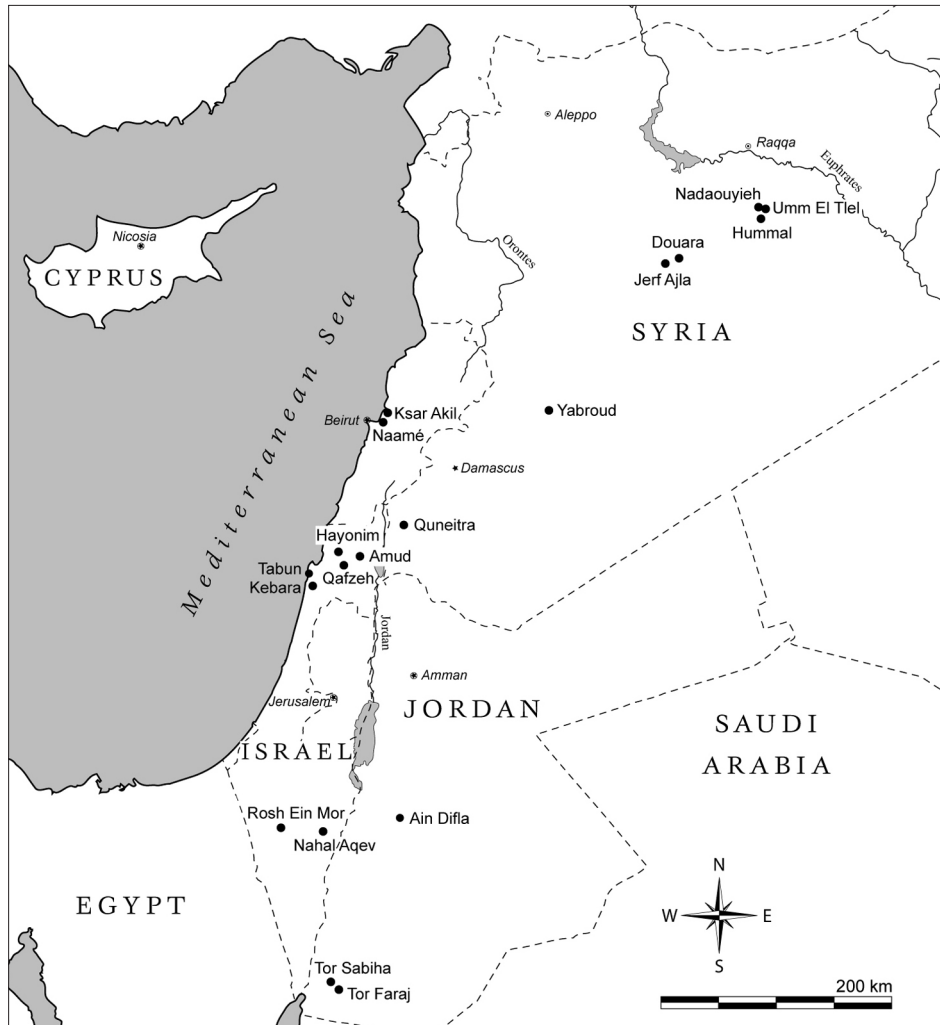 Aleppo
Raqqa
Euphrates
Nadaouyieh
Umm El Tlel
Hummal
Nicosia
CYPRUS
Orontes
Douara
Jerf Ajla
SYRIA
Mediterranean Sea
Ksar Akil
Beirut
Naamé
Yabroud
Damascus
Quneitra
Hayonim
Amud
Tabun
Qafzeh
Kebara
Jordan
Amman
Jerusalem
JORDAN
ISRAEL
SAUDI
ARABIA
Rosh Ein Mor
Ain Difla
Nahal Aqev
EGYPT
N
W
E
S
Tor Sabiha
Tor Faraj
200 km